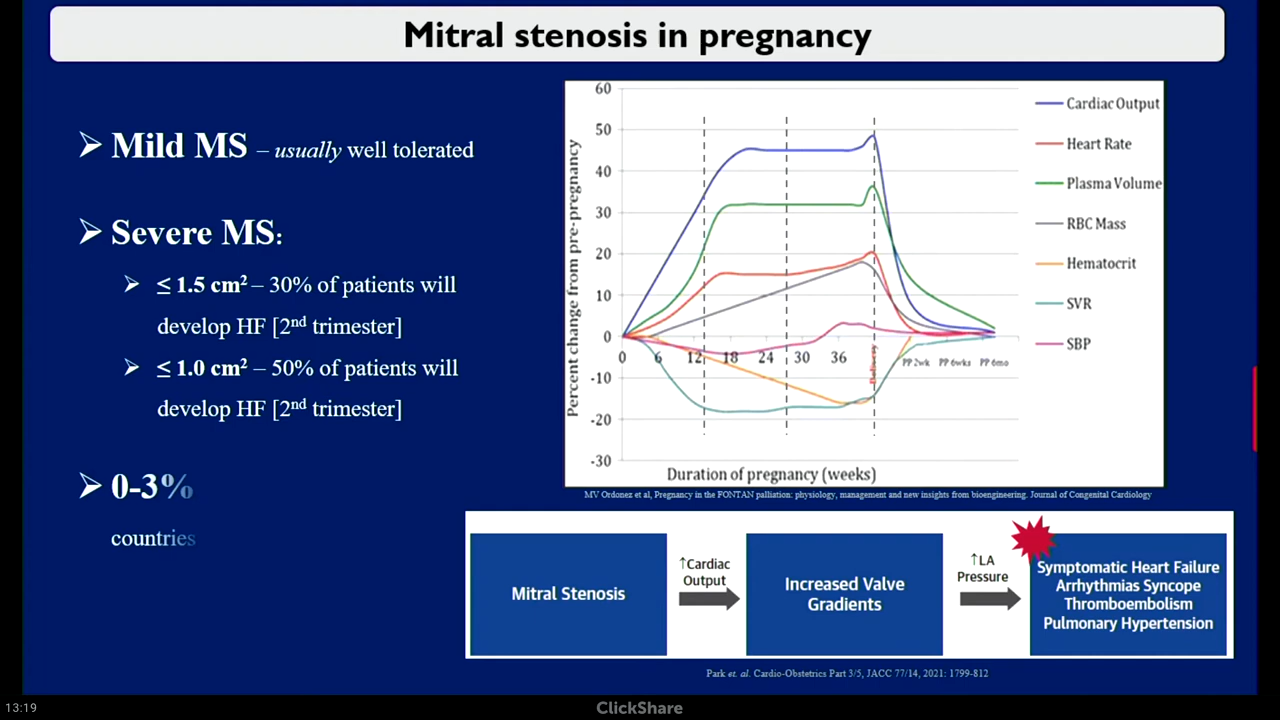 Mitral stenosis in pregnancy
➢ Mild MS – usually well tolerated
➢ Severe MS:
➢ ≤ 1.5 cm² – 30% of patients will
develop HF [2nd trimester]
➢ ≤ 1.0 cm² – 50% of patients will
develop HF [2nd trimester]
➢ 0-3%
countries
Percent change from pre-pregnancy
60
50
40
30
20
10
0
-10
-20
-30
0 6 12 18 24 30 36
PP 2wk PP 6wks PP 6mo
Duration of pregnancy (weeks)
Cardiac Output
Heart Rate
Plasma Volume
RBC Mass
Hematocrit
SVR
SBP
MV Ordonez et al, Pregnancy in the FONTAN palliation: physiology, management and new insights from bioengineering. Journal of Congenital Cardiology
Mitral Stenosis
↑Cardiac
Output
Increased Valve
Gradients
↑LA
Pressure
Symptomatic Heart Failure
Arrhythmias Syncope
Thromboembolism
Pulmonary Hypertension
Park et. al. Cardio-Obstetrics Part 3/5, JACC 77/14, 2021: 1799-812
13:19
ClickShare